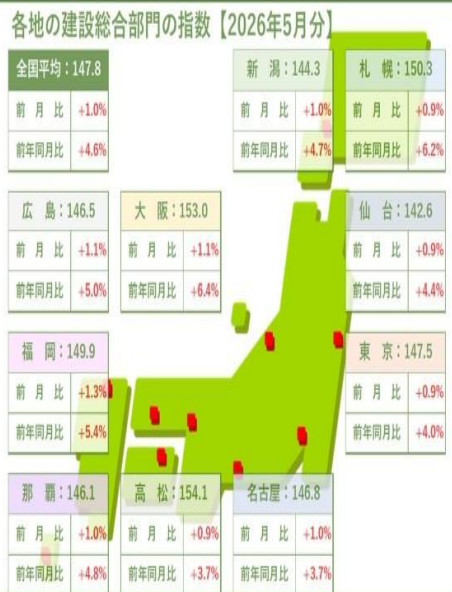 各地の建設総合部門の指数【2026年5月分】
全国平均：147.8
前 月 比 +1.0%
前年同月比 +4.6%
新 潟：144.3
前 月 比 +1.0%
前年同月比 +4.7%
札 幌：150.3
前 月 比 +0.9%
前年同月比 +6.2%
広 島：146.5
前 月 比 +1.1%
前年同月比 +5.0%
大 阪：153.0
前 月 比 +1.1%
前年同月比 +6.4%
仙 台：142.6
前 月 比 +0.9%
前年同月比 +4.4%
福 岡：149.9
前 月 比 +1.3%
前年同月比 +5.4%
東 京：147.5
前 月 比 +0.9%
前年同月比 +4.0%
那 覇：146.1
前 月 比 +1.0%
前年同月比 +4.8%
高 松：154.1
前 月 比 +0.9%
前年同月比 +3.7%
名古屋：146.8
前 月 比 +1.0%
前年同月比 +3.7%